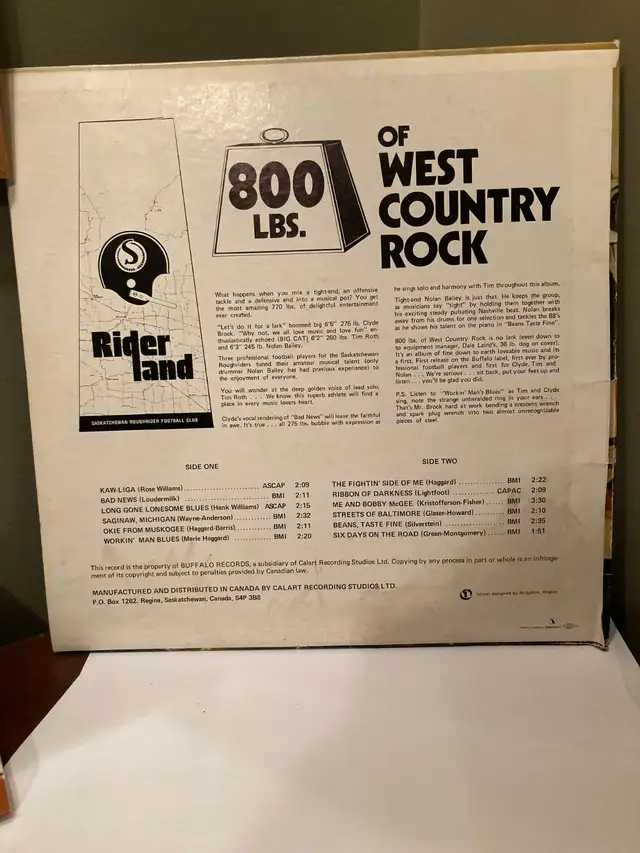 800
LBS.
OF
WEST
COUNTRY
ROCK
S
Rider
land
SASKATCHEWAN ROUGHRIDER FOOTBALL CLUB
What happens when you mix a tight-end, an offensive
tackle and a defensive end into a musical pot? You get
the most amazing 770 lbs. of delightful entertainment
ever created.
"Let's do it for a lark" boomed big 6'5" 275 lb. Clyde
Brock. "Why not, we all love music and love fun" en-
thusiastically echoed (BIG CAT) 6'2" 260 lbs. Tim Roth
and 6'3" 245 lb. Nolan Bailey.
Three professional football players for the Saskatchewan
Roughriders tuned their amateur musical talent (only
drummer Nolan Bailey has had previous experience) to
the enjoyment of everyone.
You will wonder at the deep golden voice of lead solo,
Tim Roth . . . We know this superb athlete will find a
place in every music lovers heart.
Clyde's vocal rendering of "Bad News" will leave the faithful
in awe. It's true . . . all 275 lbs. bubble with expression as
he sings solo and harmony with Tim throughout this album.
Tight-end Nolan Bailey is just that. He keeps the group,
as musicians say "tight" by holding them together with
his exciting steady pulsating Nashville beat. Nolan breaks
away from his drums for one selection and tackles the 88's
as he shows his talent on the piano in "Beans Taste Fine".
800 lbs. of West Country Rock is no lark (even down to
to equipment manager, Dale Laird's, 36 lb. dog on cover).
It's an album of fine down to earth loveable music and its
a first. First release on the Buffalo label, first ever by pro-
fessional football players and first for Clyde, Tim and
Nolan . . . We're serious . . . sit back, put your feet up and
listen . . . you'll be glad you did.
P.S. Listen to "Workin' Man's Blues" as Tim and Clyde
sing, note the strange unheralded ring in your ears . . .
That's Mr. Brock hard at work bending a crescent wrench
and spark plug wrench into two almost unrecognizable
pieces of steel.
SIDE ONE
KAW-LIGA (Rose Willams) ASCAP 2:09
BAD NEWS (Loudermilk) BMI 2:11
LONG GONE LONESOME BLUES (Hank Williams) ASCAP 2:15
SAGINAW, MICHIGAN (Wayne-Anderson) BMI 2:32
OKIE FROM MUSKOGEE (Haggard-Barris) BMI 2:11
WORKIN' MAN BLUES (Merle Haggard) BMI 2:20
SIDE TWO
THE FIGHTIN' SIDE OF ME (Haggard) BMI 2:22
RIBBON OF DARKNESS (Lightfoot) CAPAC 2:09
ME AND BOBBY McGEE (Kristofferson-Fisher) BMI 3:30
STREETS OF BALTIMORE (Glaser-Howard) BMI 2:10
BEANS, TASTE FINE (Silverstein) BMI 2:35
SIX DAYS ON THE ROAD (Green-Montgomery) BMI 1:51
This record is the property of BUFFALO RECORDS, a subsidiary of Calart Recording Studios Ltd. Copying by any process in part or whole is an infringe-
ment of its copyright and subject to penalties provided by Canadian law.
MANUFACTURED AND DISTRIBUTED IN CANADA BY CALART RECORDING STUDIOS LTD.
P.O. Box 1262. Regina, Saskatchewan, Canada, S4P 3B8